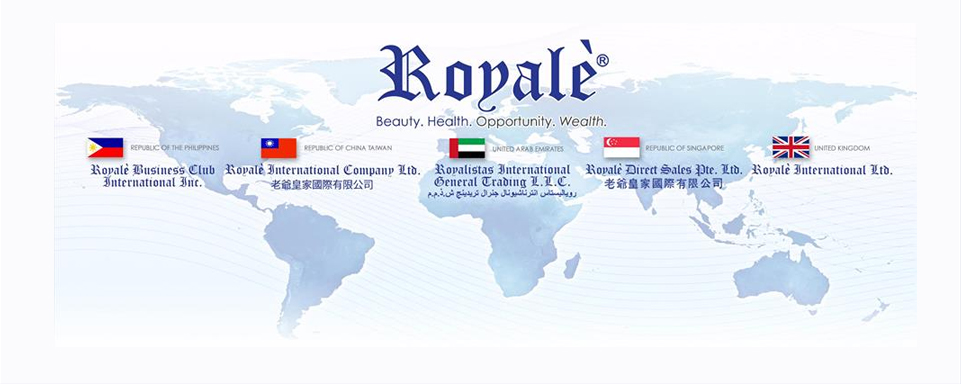 Royalè®
Beauty. Health. Opportunity. Wealth.
REPUBLIC OF THE PHILIPPINES
Royalè Business Club
International Inc.
REPUBLIC OF CHINA TAIWAN
Royalè International Company Ltd.
老爺皇家國際有限公司
UNITED ARAB EMIRATES
Royalistas International
General Trading L.L.C.
روياليستاس انترناشيونال جنرال تريدينج ش.ذ.م.م
REPUBLIC OF SINGAPORE
Royalè Direct Sales Pte. Ltd.
老爺皇家國際有限公司
UNITED KINGDOM
Royalè International Ltd.